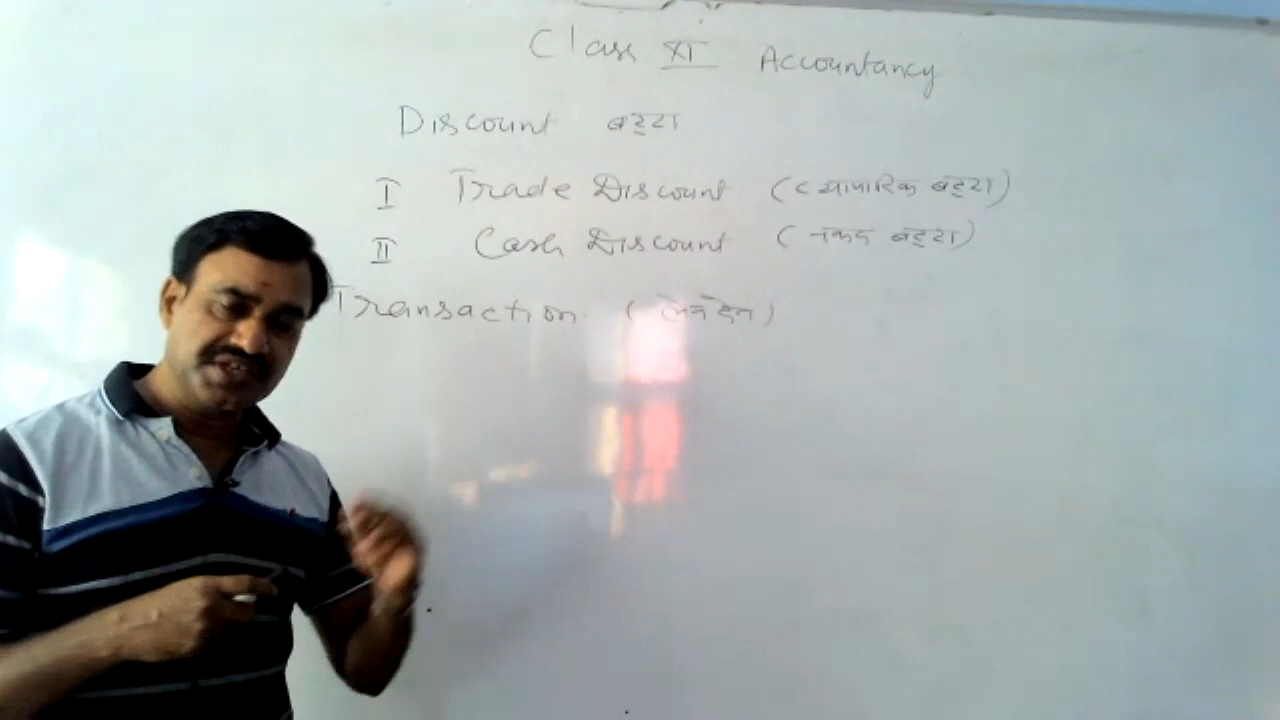 Class XI Accountancy
Discount बट्टा
I Trade Discount (व्यापारिक बट्टा)
II Cash Discount (नकद बट्टा)
Transaction (लेनदेन)